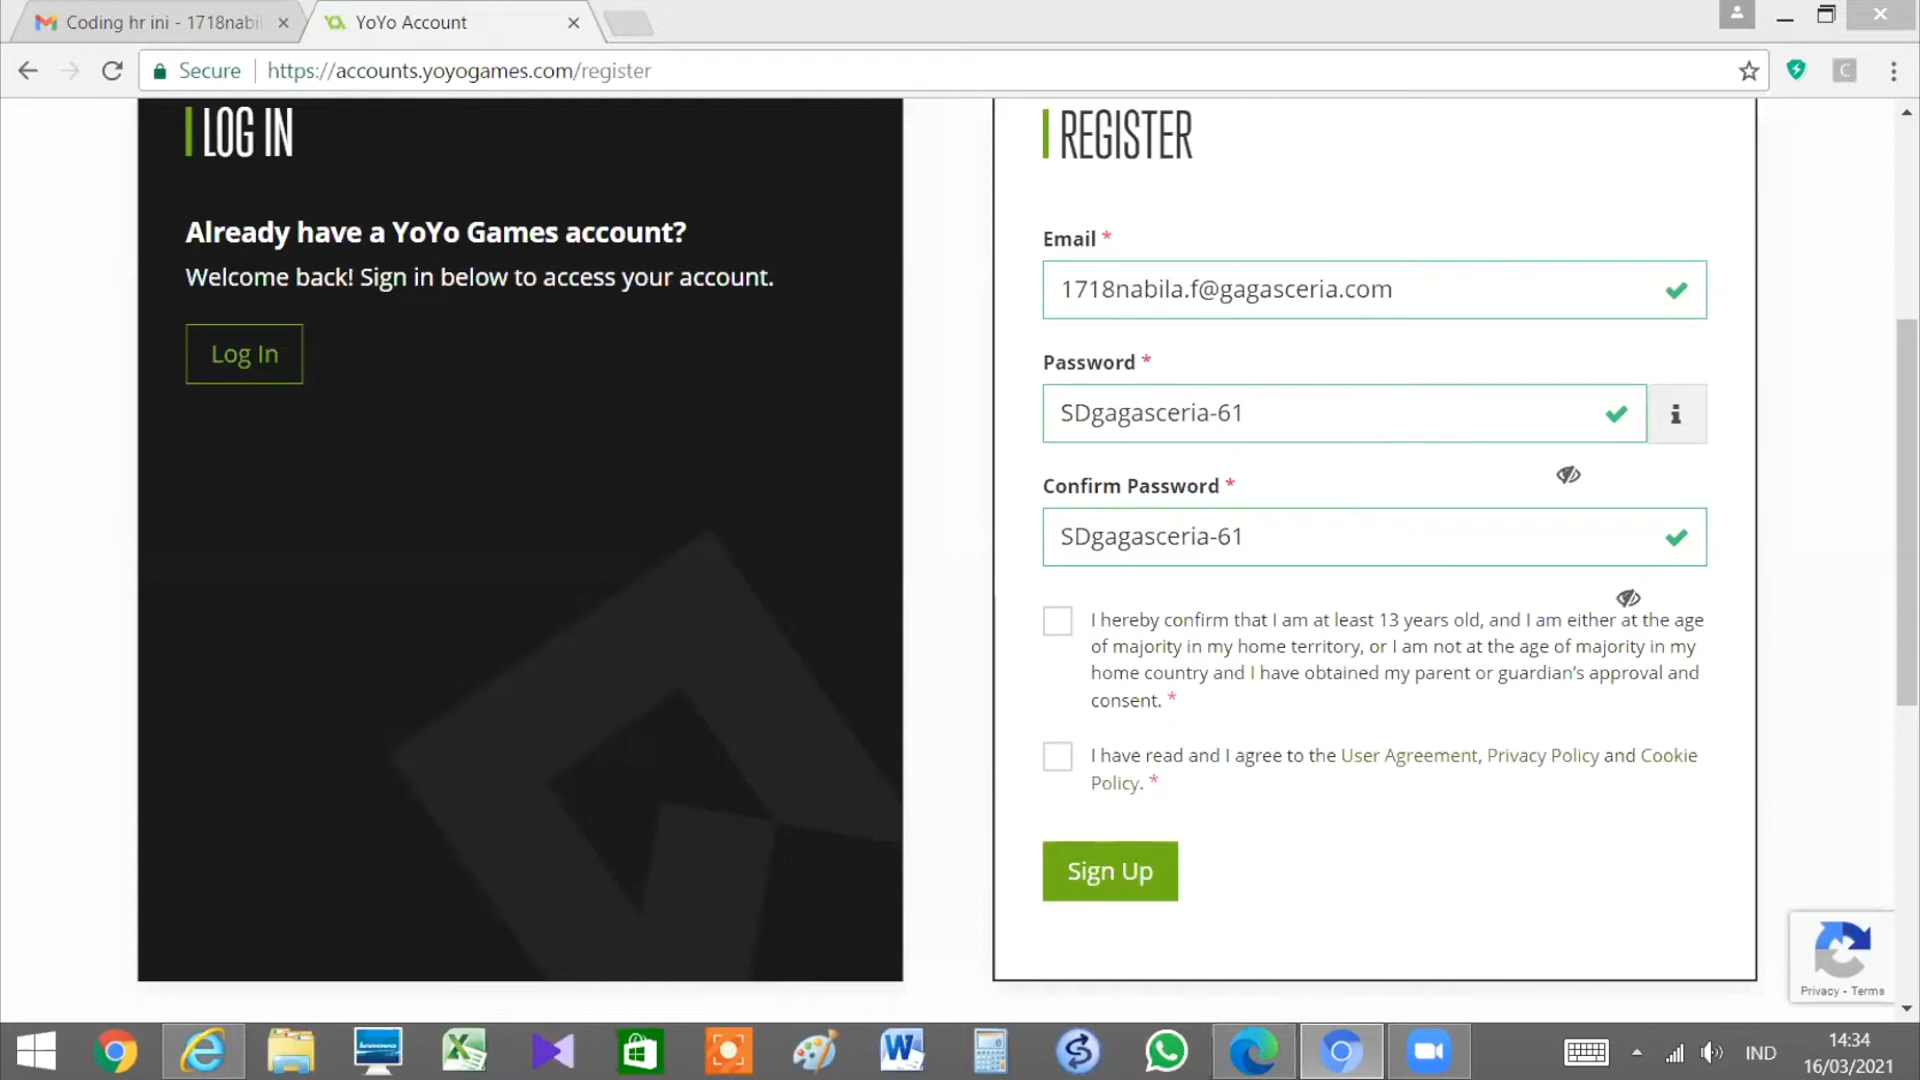 Coding hr ini - 1718nabi
YoYo Account
Secure
https://accounts.yoyogames.com/register
LOG IN
Already have a YoYo Games account?
Welcome back! Sign in below to access your account.
Log In
REGISTER
Email *
1718nabila.f@gagasceria.com
Password *
SDgagasceria-61
Confirm Password *
SDgagasceria-61
I hereby confirm that I am at least 13 years old, and I am either at the age
of majority in my home territory, or I am not at the age of majority in my
home country and I have obtained my parent or guardian's approval and
consent. *
I have read and I agree to the User Agreement, Privacy Policy and Cookie
Policy. *
Sign Up
Privacy - Terms
IND
14:34
16/03/2021